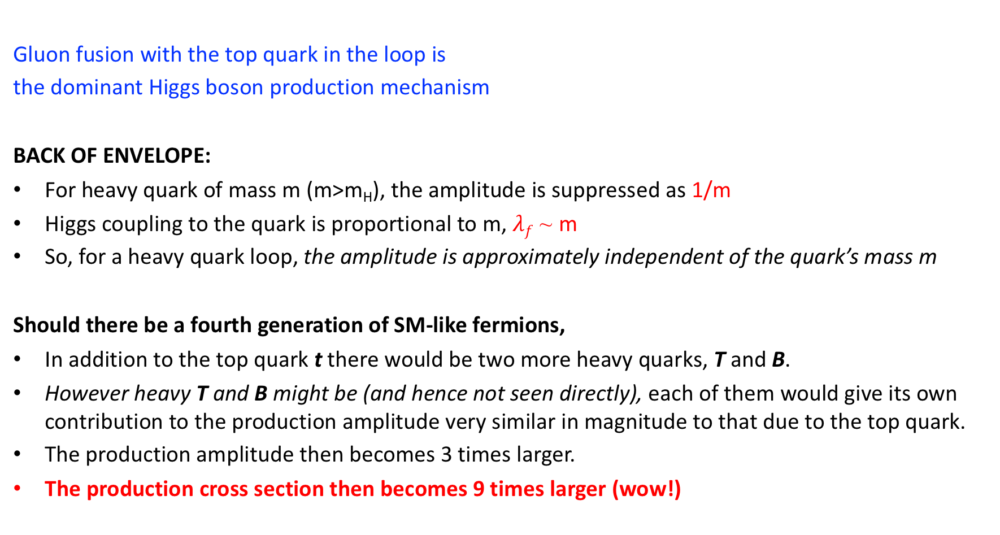 Gluon fusion with the top quark in the loop is
the dominant Higgs boson production mechanism
BACK OF ENVELOPE:
• For heavy quark of mass m (m>mH), the amplitude is suppressed as 1/m
• Higgs coupling to the quark is proportional to m, λf ~ m
• So, for a heavy quark loop, the amplitude is approximately independent of the quark’s mass m
Should there be a fourth generation of SM-like fermions,
• In addition to the top quark t there would be two more heavy quarks, T and B.
• However heavy T and B might be (and hence not seen directly), each of them would give its own
contribution to the production amplitude very similar in magnitude to that due to the top quark.
• The production amplitude then becomes 3 times larger.
• The production cross section then becomes 9 times larger (wow!)